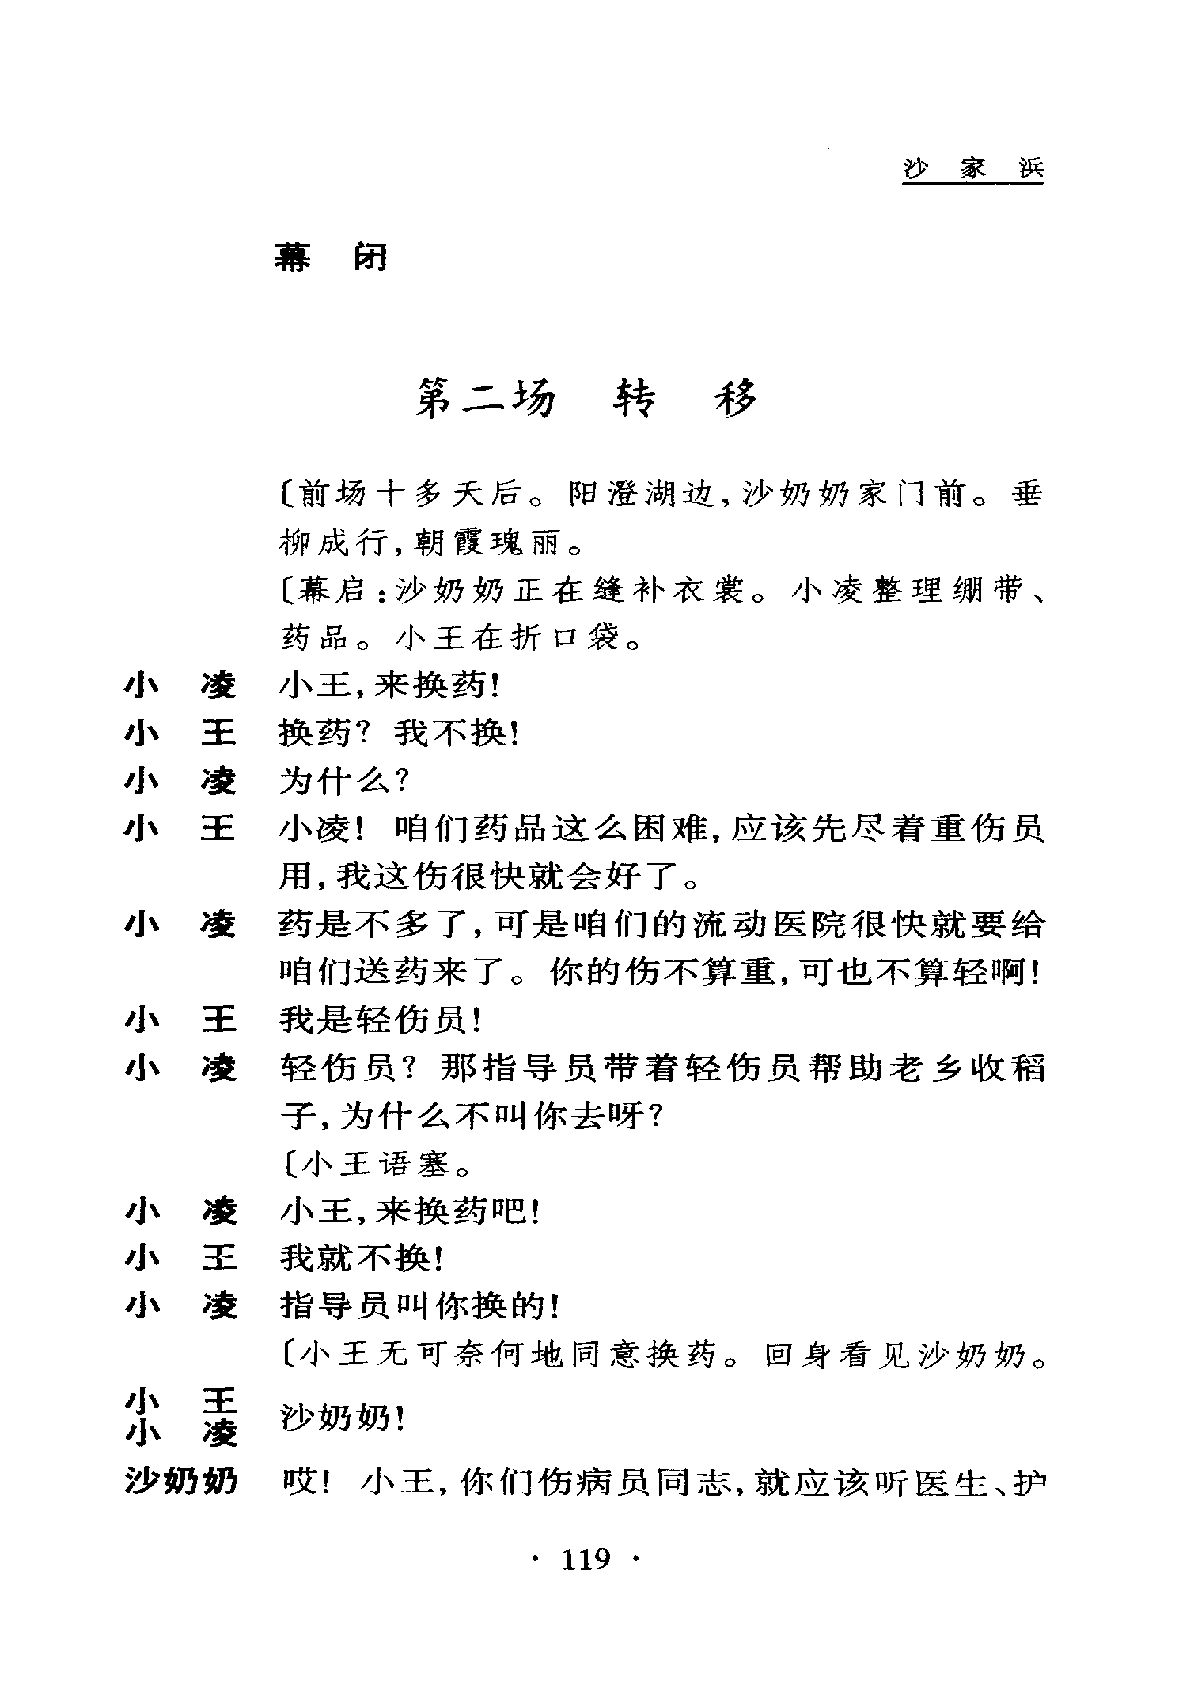 沙 家 浜
幕 闭
第二场 转 移
〔前场十多天后。阳澄湖边,沙奶奶家门前。垂
柳成行,朝霞瑰丽。
〔幕启:沙奶奶正在缝补衣裳。小凌整理绷带、
药品。小王在折口袋。
小 凌 小王,来换药!
小 王 换药? 我不换!
小 凌 为什么?
小 王 小凌! 咱们药品这么困难,应该先尽着重伤员
用,我这伤很快就会好了。
小 凌 药是不多了,可是咱们的流动医院很快就要给
咱们送药来了。你的伤不算重,可也不算轻啊!
小 王 我是轻伤员!
小 凌 轻伤员? 那指导员带着轻伤员帮助老乡收稻
子,为什么不叫你去呀?
〔小王语塞。
小 凌 小王,来换药吧!
小 王 我就不换!
小 凌 指导员叫你换的!
〔小王无可奈何地同意换药。回身看见沙奶奶。
小 王
小 凌 沙奶奶!
沙奶奶 哎! 小王,你们伤病员同志,就应该听医生、护
· 119 ·